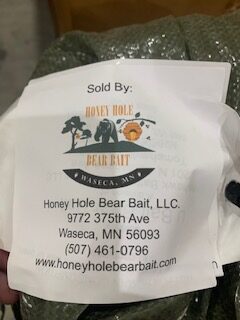 Sold By:
HONEY HOLE
BEAR BAIT
WASECA, MN
Honey Hole Bear Bait, LLC.
9772 375th Ave
Waseca, MN 56093
(507) 461-0796
www.honeyholebearbait.com